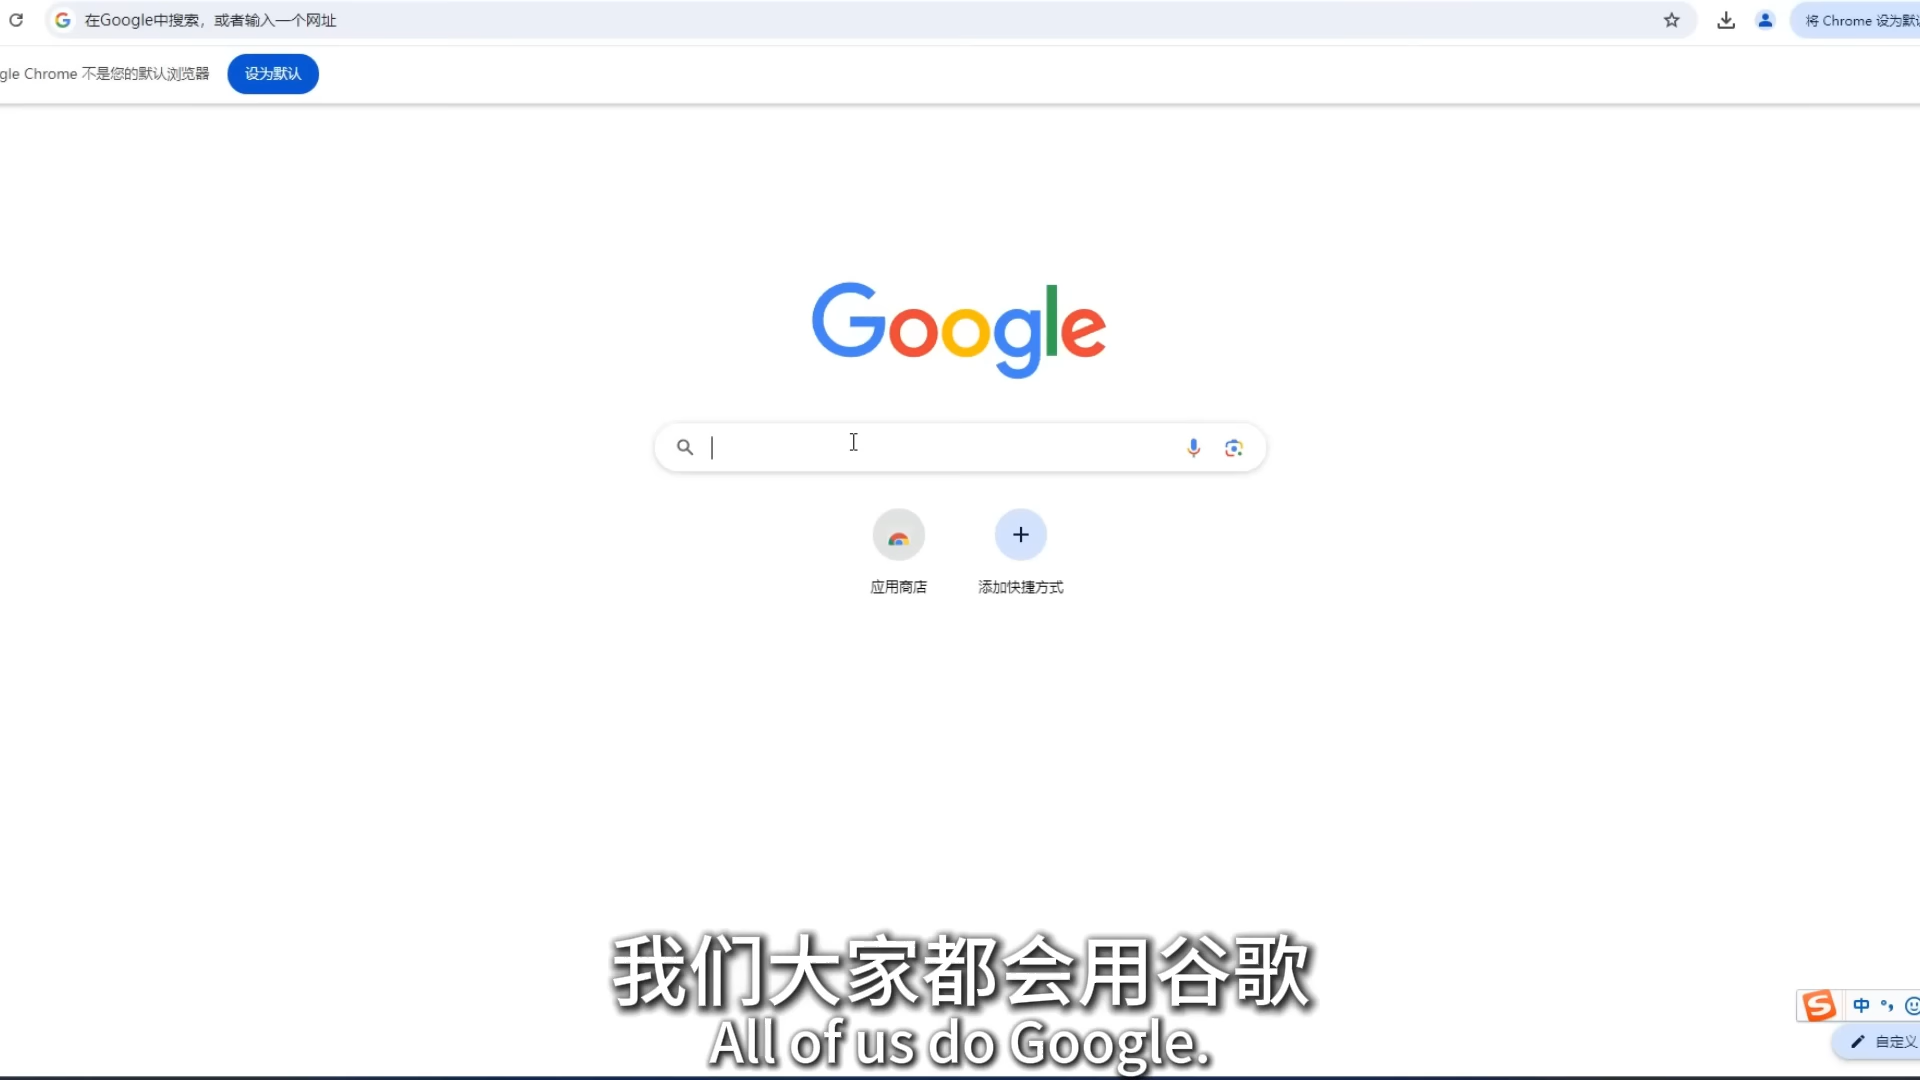 在Google中搜索，或者输入一个网址
将 Chrome 设为默认
gle Chrome 不是您的默认浏览器
设为默认
Google
应用商店
添加快捷方式
我们大家都会用谷歌
All of us do Google.
S 中
自定义